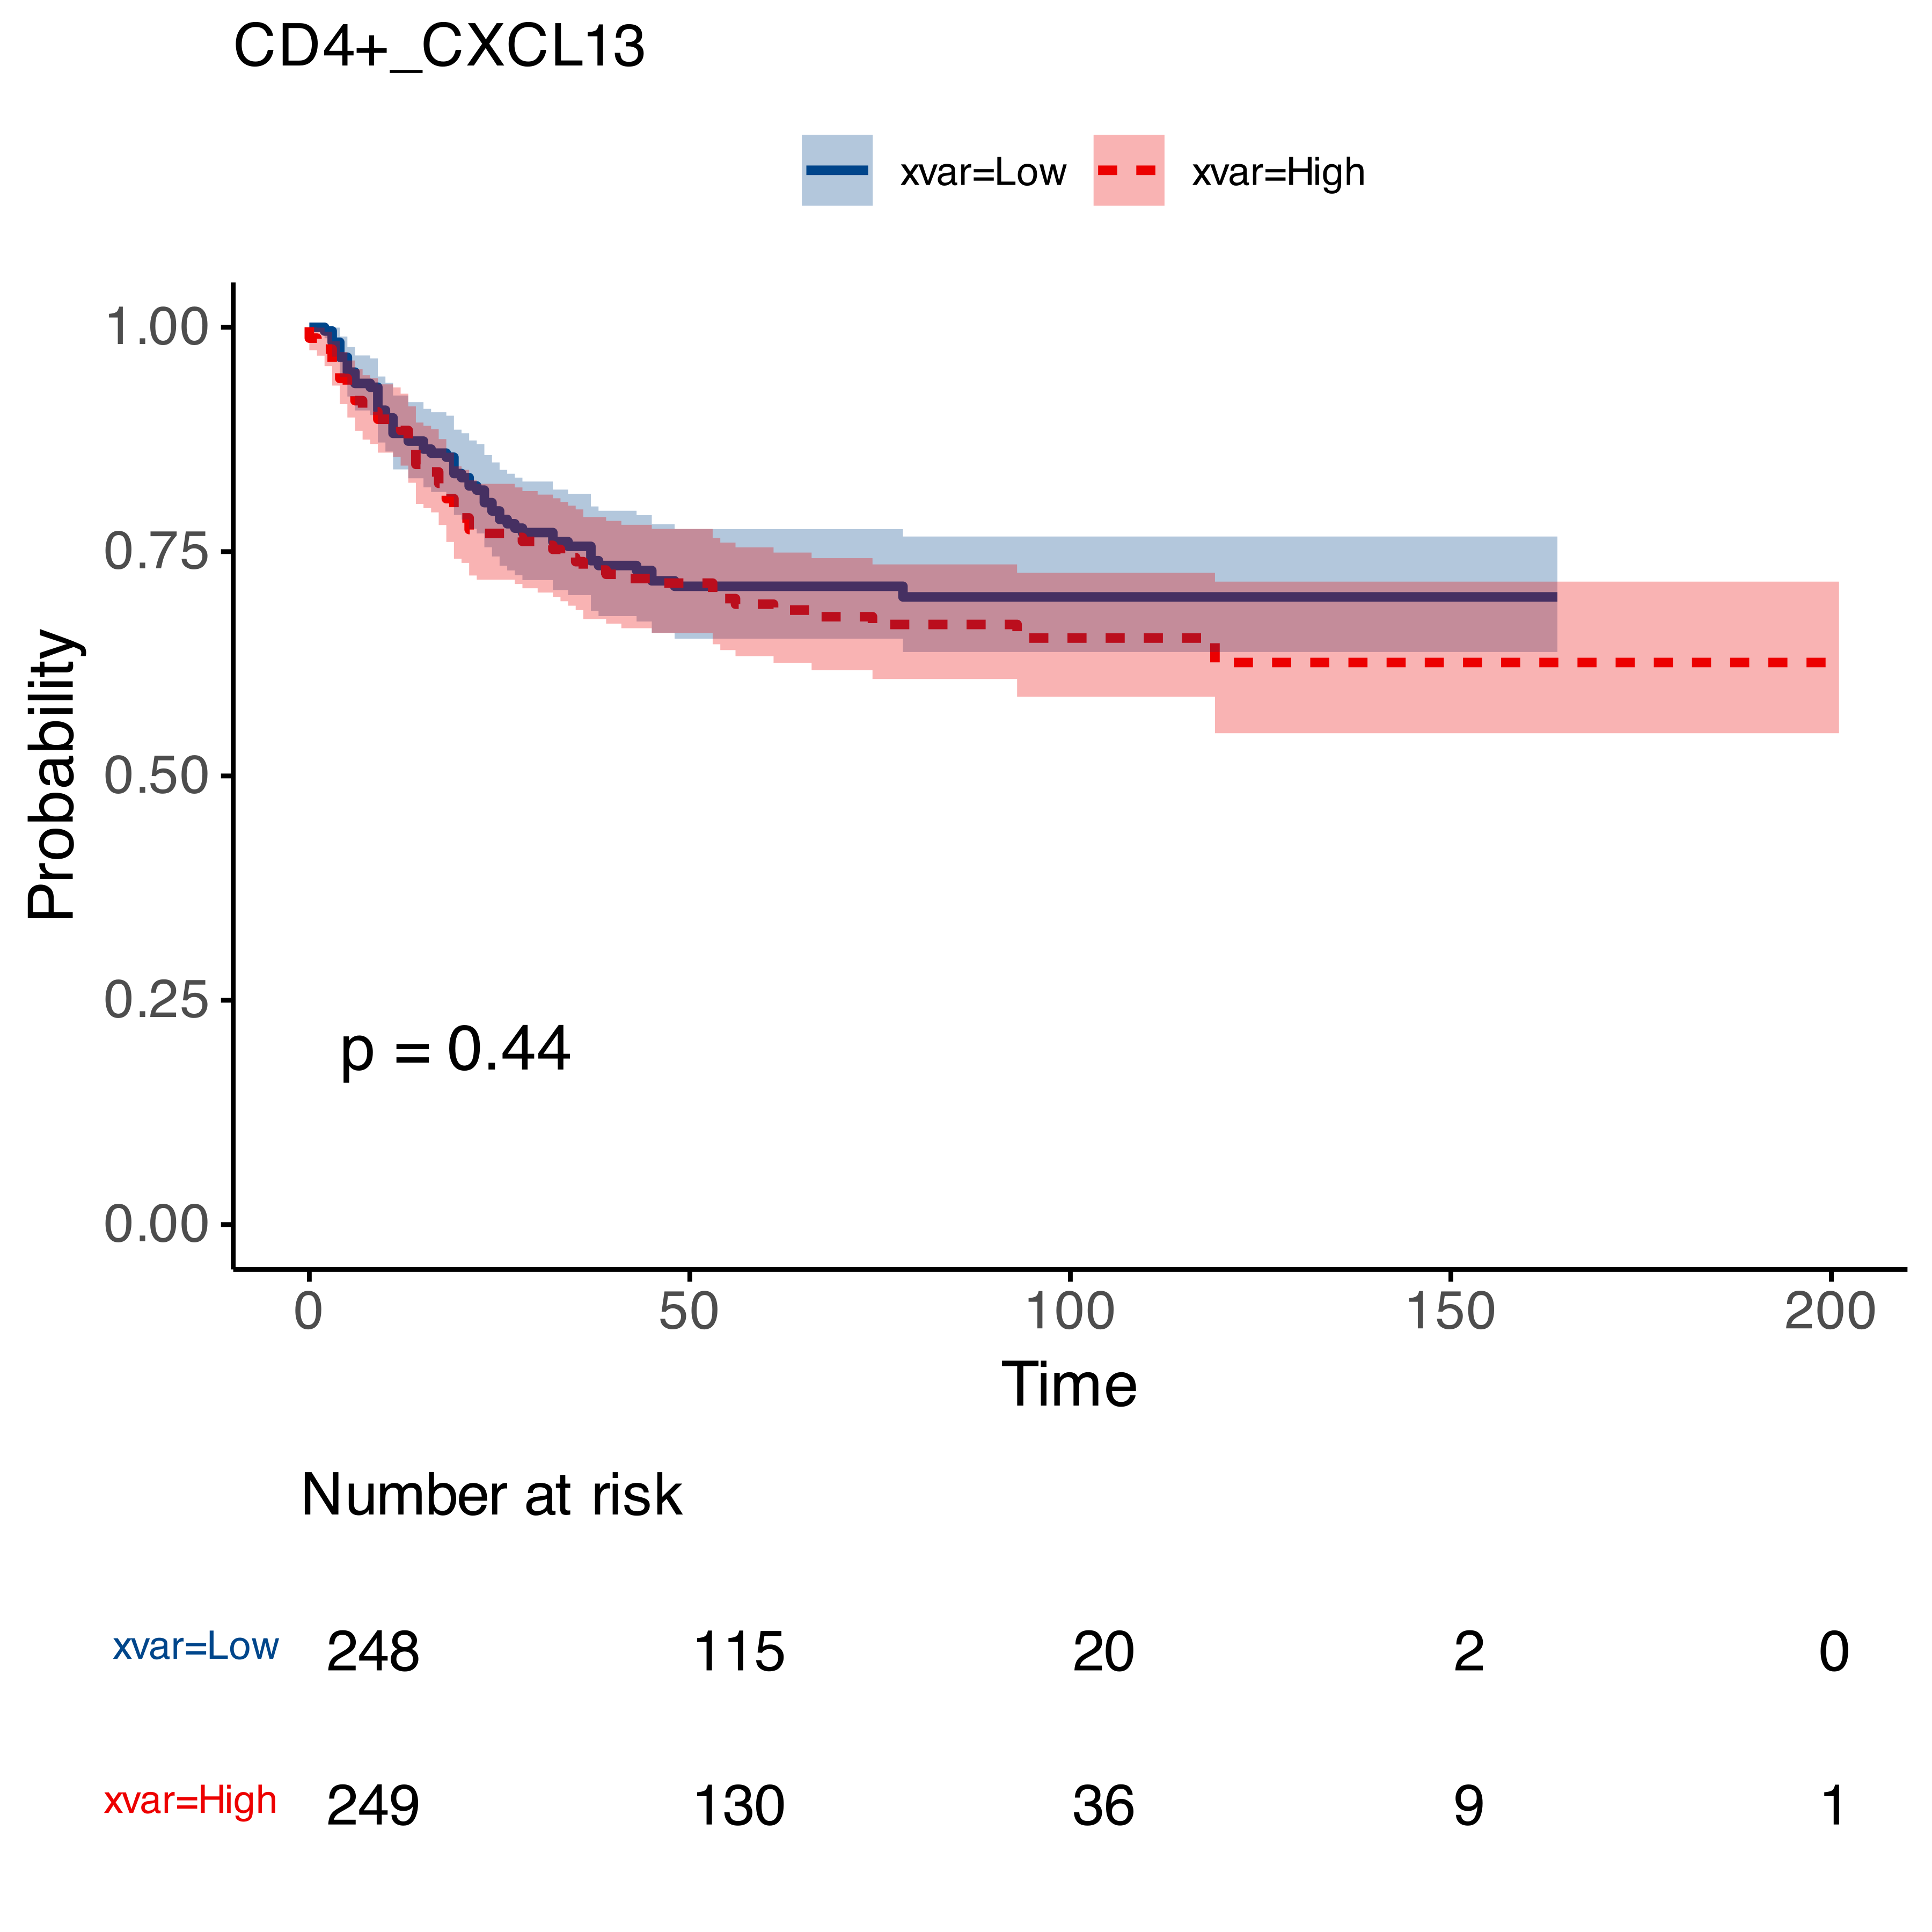 CD4+_CXCL13
xvar=Low xvar=High
1.00
0.75
0.50
0.25
0.00
Probability
p = 0.44
0 50 100 150 200
Time
Number at risk
xvar=Low 248 115 20 2 0
xvar=High 249 130 36 9 1